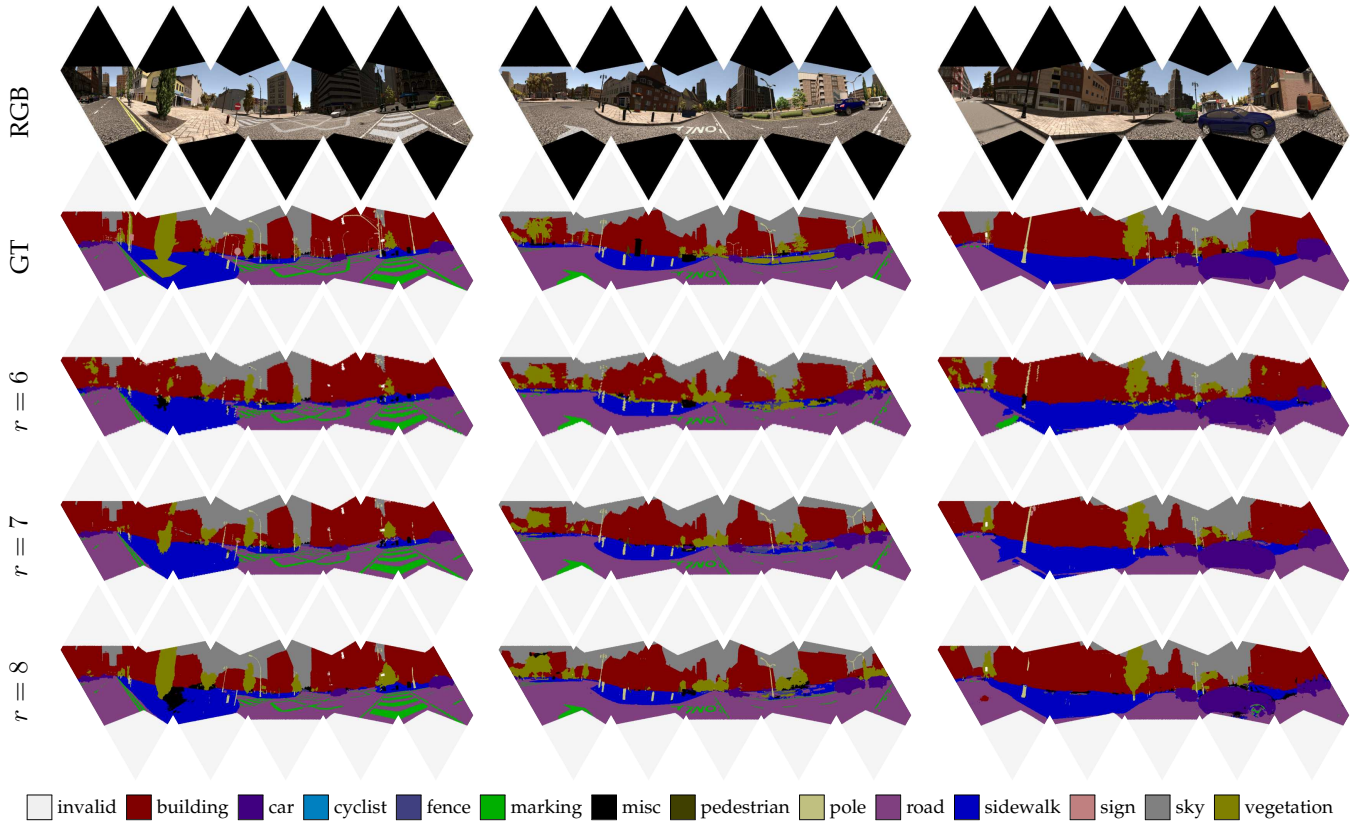 RGB
GT
r = 6
r = 7
r = 8
invalid building car cyclist fence marking misc pedestrian pole road sidewalk sign sky vegetation